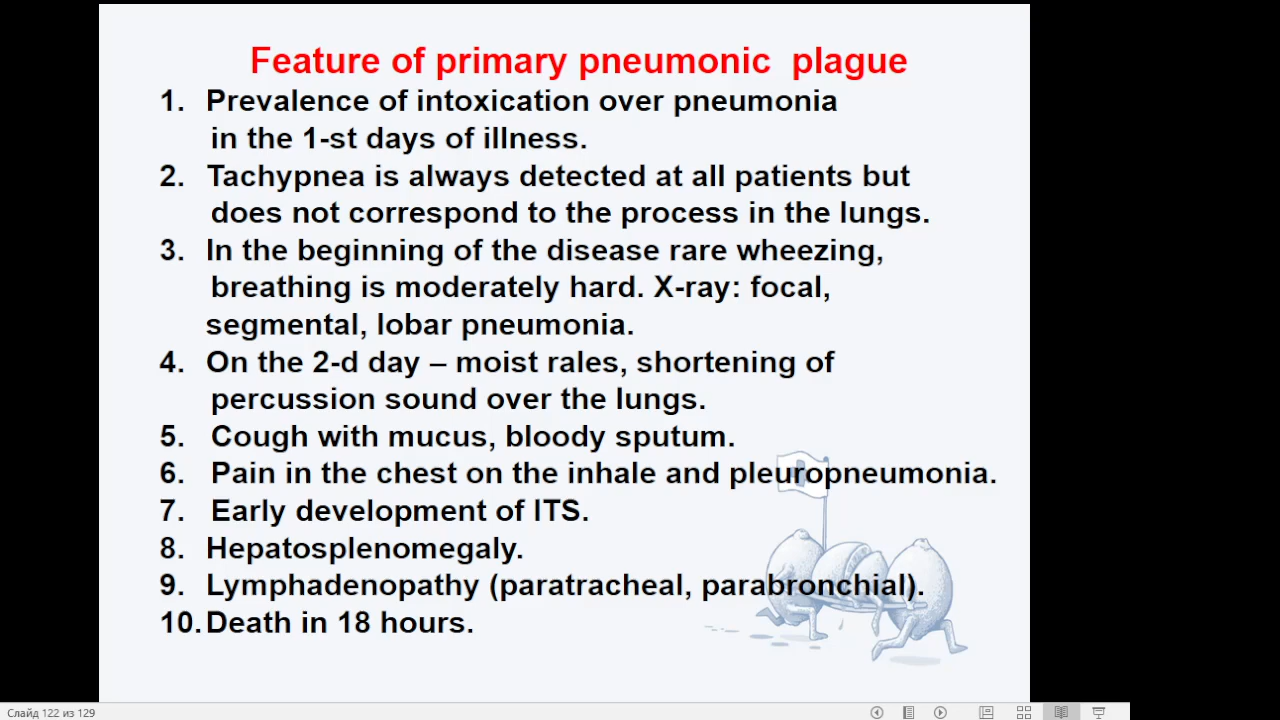 Feature of primary pneumonic plague
1. Prevalence of intoxication over pneumonia
in the 1-st days of illness.
2. Tachypnea is always detected at all patients but
does not correspond to the process in the lungs.
3. In the beginning of the disease rare wheezing,
breathing is moderately hard. X-ray: focal,
segmental, lobar pneumonia.
4. On the 2-d day – moist rales, shortening of
percussion sound over the lungs.
5. Cough with mucus, bloody sputum.
6. Pain in the chest on the inhale and pleuropneumonia.
7. Early development of ITS.
8. Hepatosplenomegaly.
9. Lymphadenopathy (paratracheal, parabronchial).
10. Death in 18 hours.
Слайд 122 из 129